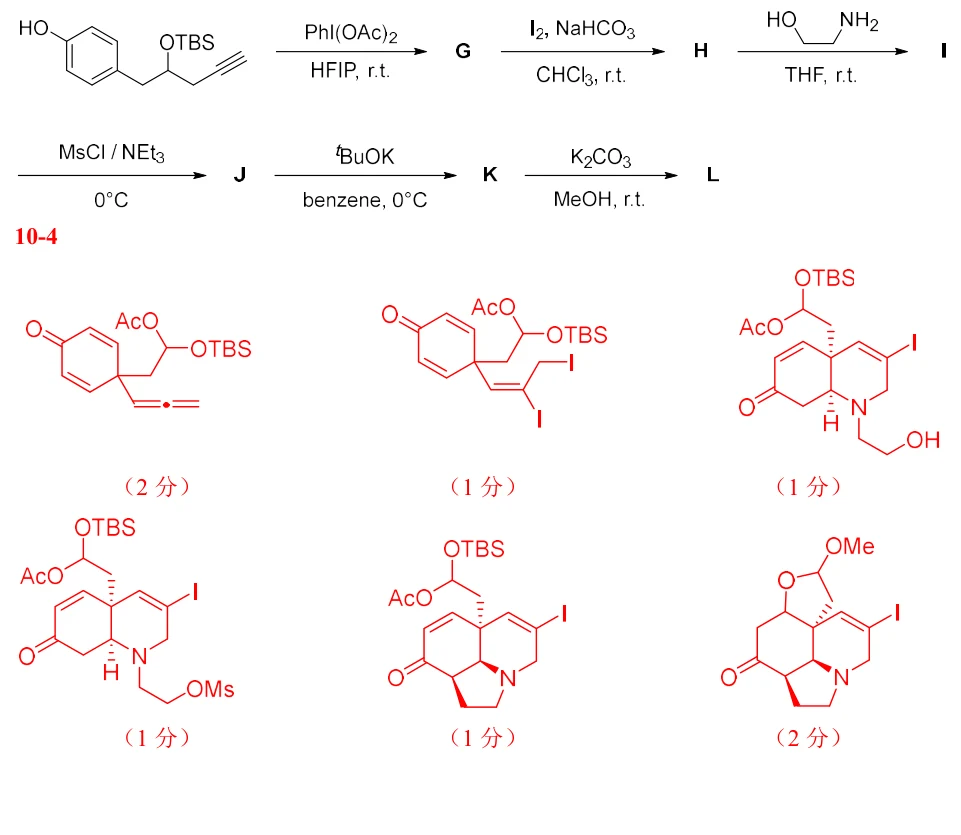 HO
OTBS
PhI(OAc)2
HFIP, r.t.
G
I2, NaHCO3
CHCl3, r.t.
H
HO NH2
THF, r.t.
I
MsCl / NEt3
0°C
J
tBuOK
benzene, 0°C
K
K2CO3
MeOH, r.t.
L
10-4
O
AcO
OTBS
(2 分)
O
AcO
OTBS
I
I
(1 分)
OTBS
AcO
I
O
H
N
OH
(1 分)
OTBS
AcO
I
O
H
N
OMs
(1 分)
OTBS
AcO
I
O
N
(1 分)
OMe
O
I
O
N
(2 分)